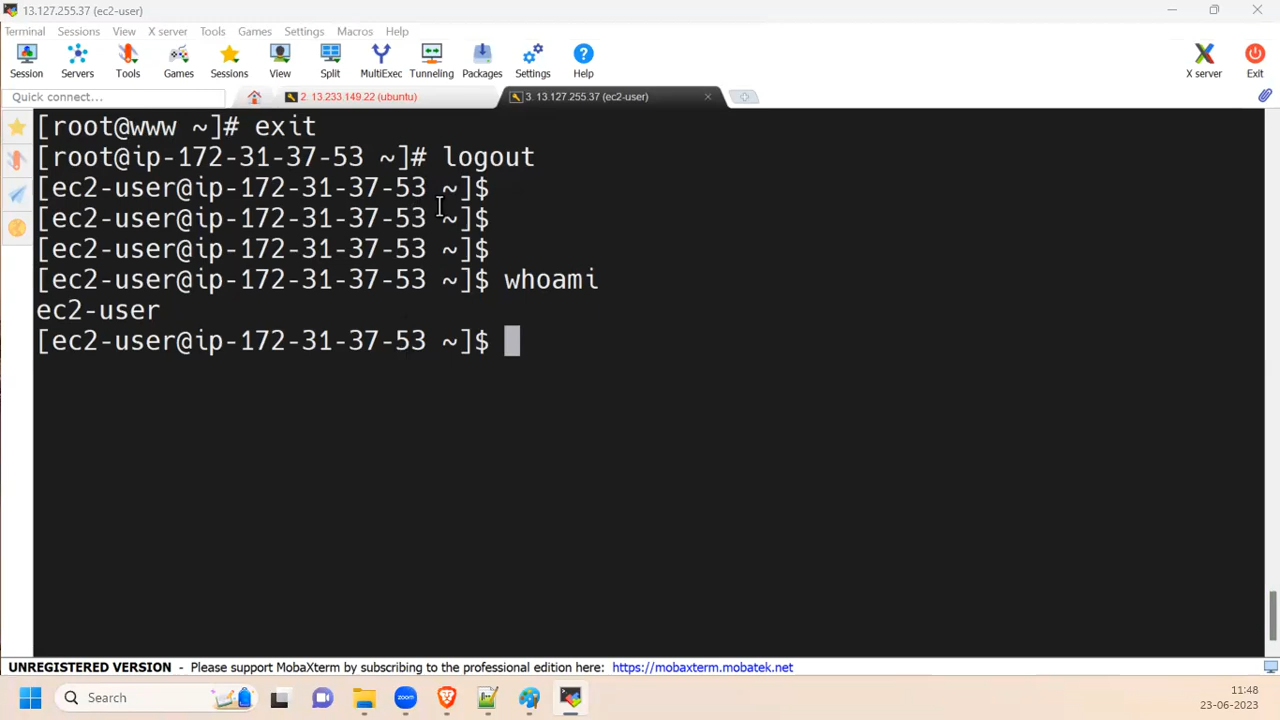 13.127.255.37 (ec2-user)
Terminal Sessions View X server Tools Games Settings Macros Help
Session Servers Tools Games Sessions View Split MultiExec Tunneling Packages Settings Help X server Exit
Quick connect... 2. 13.233.149.22 (ubuntu) 3. 13.127.255.37 (ec2-user)
[root@www ~]# exit
[root@ip-172-31-37-53 ~]# logout
[ec2-user@ip-172-31-37-53 ~]$
[ec2-user@ip-172-31-37-53 ~]$
[ec2-user@ip-172-31-37-53 ~]$
[ec2-user@ip-172-31-37-53 ~]$ whoami
ec2-user
[ec2-user@ip-172-31-37-53 ~]$
UNREGISTERED VERSION - Please support MobaXterm by subscribing to the professional edition here: https://mobaxterm.mobatek.net
Search zoom 11:48
23-06-2023